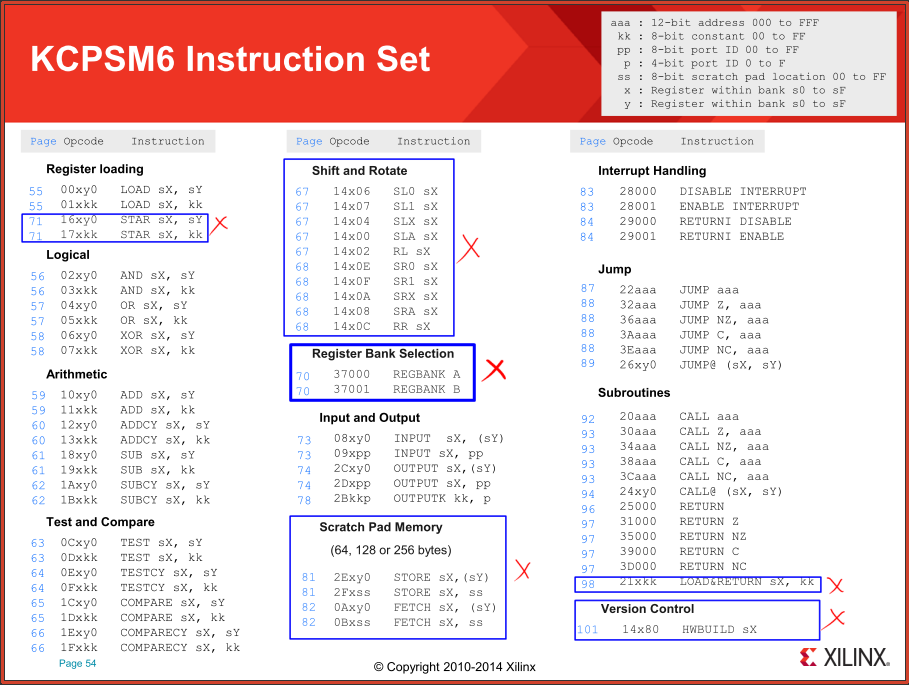 KCPSM6 Instruction Set
aaa : 12-bit address 000 to FFF
kk : 8-bit constant 00 to FF
pp : 8-bit port ID 00 to FF
p : 4-bit port ID 0 to F
ss : 8-bit scratch pad location 00 to FF
x : Register within bank s0 to sF
y : Register within bank s0 to sF
Page Opcode Instruction
Register loading
55 00xy0 LOAD sX, sY
55 01xkk LOAD sX, kk
71 16xy0 STAR sX, sY
71 17xkk STAR sX, kk
Logical
56 02xy0 AND sX, sY
56 03xkk AND sX, kk
57 04xy0 OR sX, sY
57 05xkk OR sX, kk
58 06xy0 XOR sX, sY
58 07xkk XOR sX, kk
Arithmetic
59 10xy0 ADD sX, sY
59 11xkk ADD sX, kk
60 12xy0 ADDCY sX, sY
60 13xkk ADDCY sX, kk
61 18xy0 SUB sX, sY
61 19xkk SUB sX, kk
62 1Axy0 SUBCY sX, sY
62 1Bxkk SUBCY sX, kk
Test and Compare
63 0Cxy0 TEST sX, sY
63 0Dxkk TEST sX, kk
64 0Exy0 TESTCY sX, sY
64 0Fxkk TESTCY sX, kk
65 1Cxy0 COMPARE sX, sY
65 1Dxkk COMPARE sX, kk
66 1Exy0 COMPARECY sX, sY
66 1Fxkk COMPARECY sX, kk
Page Opcode Instruction
Shift and Rotate
67 14x06 SL0 sX
67 14x07 SL1 sX
67 14x04 SLX sX
67 14x00 SLA sX
67 14x02 RL sX
68 14x0E SR0 sX
68 14x0F SR1 sX
68 14x0A SRX sX
68 14x08 SRA sX
68 14x0C RR sX
Register Bank Selection
70 37000 REGBANK A
70 37001 REGBANK B
Input and Output
73 08xy0 INPUT sX, (sY)
73 09xpp INPUT sX, pp
74 2Cxy0 OUTPUT sX,(sY)
74 2Dxpp OUTPUT sX, pp
78 2Bkkp OUTPUTK kk, p
Scratch Pad Memory
(64, 128 or 256 bytes)
81 2Exy0 STORE sX,(sY)
81 2Fxss STORE sX, ss
82 0Axy0 FETCH sX, (sY)
82 0Bxss FETCH sX, ss
Page Opcode Instruction
Interrupt Handling
83 28000 DISABLE INTERRUPT
83 28001 ENABLE INTERRUPT
84 29000 RETURNI DISABLE
84 29001 RETURNI ENABLE
Jump
87 22aaa JUMP aaa
88 32aaa JUMP Z, aaa
88 36aaa JUMP NZ, aaa
88 3Aaaa JUMP C, aaa
88 3Eaaa JUMP NC, aaa
89 26xy0 JUMP@ (sX, sY)
Subroutines
92 20aaa CALL aaa
93 30aaa CALL Z, aaa
93 34aaa CALL NZ, aaa
93 38aaa CALL C, aaa
93 3Caaa CALL NC, aaa
94 24xy0 CALL@ (sX, sY)
96 25000 RETURN
97 31000 RETURN Z
97 35000 RETURN NZ
97 39000 RETURN C
97 3D000 RETURN NC
98 21xkk LOAD&RETURN sX, kk
Version Control
101 14x80 HWBUILD sX
Page 54
© Copyright 2010-2014 Xilinx
XILINX.